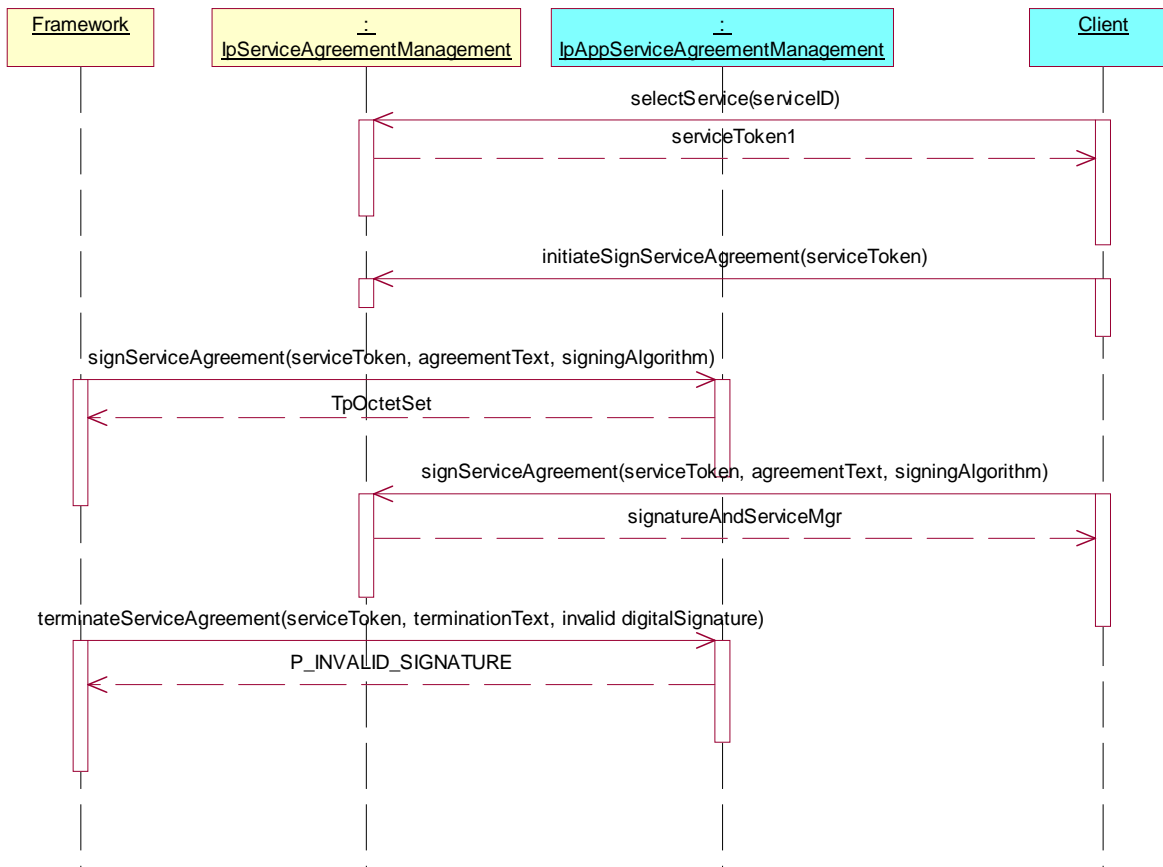 Framework
:
IpServiceAgreementManagement
:
IpAppServiceAgreementManagement
Client
selectService(serviceID)
serviceToken1
initiateSignServiceAgreement(serviceToken)
signServiceAgreement(serviceToken, agreementText, signingAlgorithm)
TpOctetSet
signServiceAgreement(serviceToken, agreementText, signingAlgorithm)
signatureAndServiceMgr
terminateServiceAgreement(serviceToken, terminationText, invalid digitalSignature)
P_INVALID_SIGNATURE